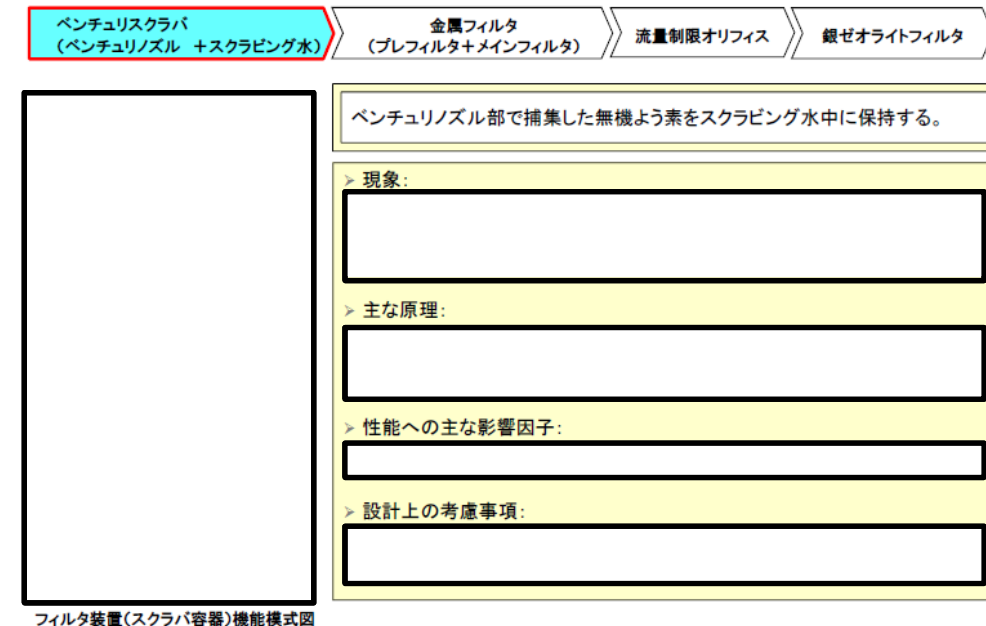 ベンチュリスクラバ
（ベンチュリノズル ＋スクラビング水）
金属フィルタ
（プレフィルタ＋メインフィルタ）
流量制限オリフィス
銀ゼオライトフィルタ
ベンチュリノズル部で捕集した無機よう素をスクラビング水中に保持する。
➢ 現象：
➢ 主な原理：
➢ 性能への主な影響因子：
➢ 設計上の考慮事項：
フィルタ装置（スクラバ容器）機能模式図